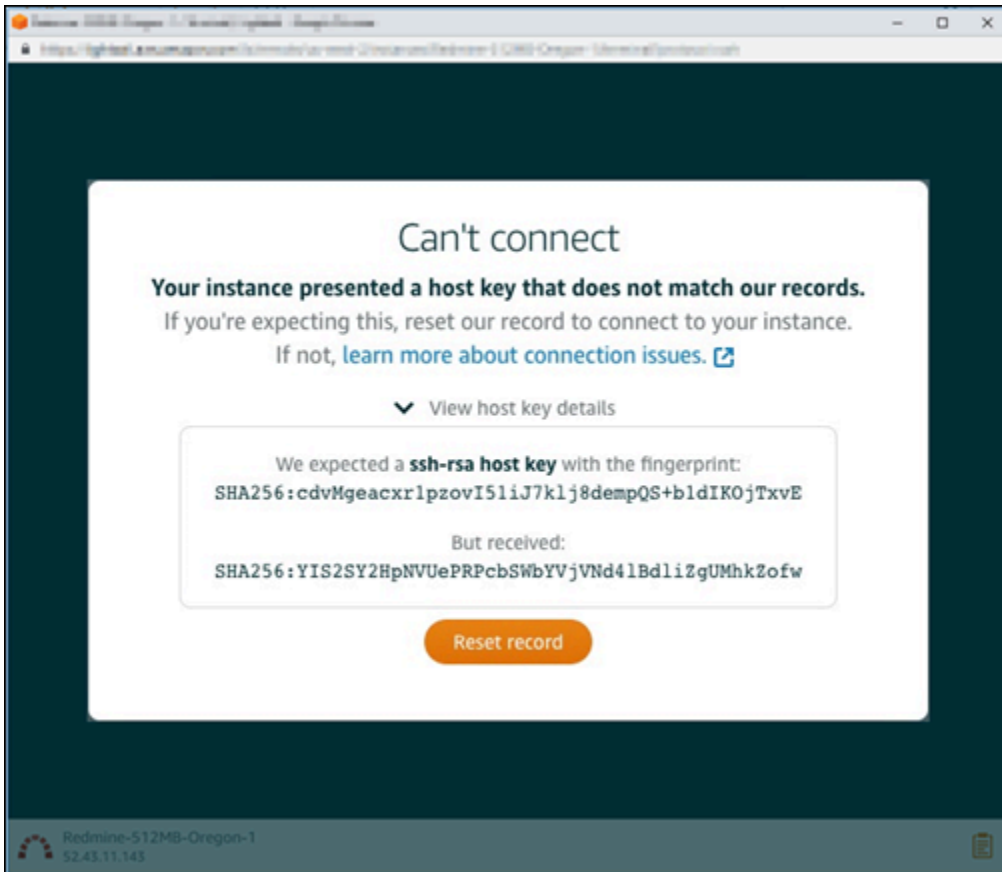 Can't connect
Your instance presented a host key that does not match our records.
If you're expecting this, reset our record to connect to your instance.
If not, learn more about connection issues.
View host key details
We expected a ssh-rsa host key with the fingerprint:
SHA256:cdvMgeacxrlpzovI5liJ7klj8dempQS+bldIKOjTxvE
But received:
SHA256:YIS2SY2HpNVUePRPcbSWbYVjVNd4lBdliZgUMhkZofw
Reset record
Redmine-512MB-Oregon-1
52.43.11.143